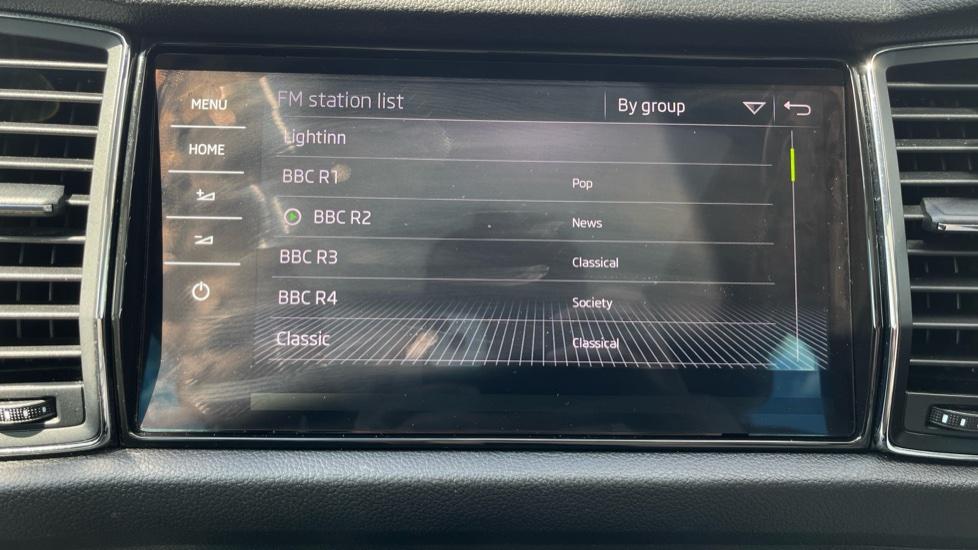 MENU
FM station list
By group
HOME
Lightinn
BBC R1 Pop
BBC R2 News
BBC R3 Classical
BBC R4 Society
Classic Classical